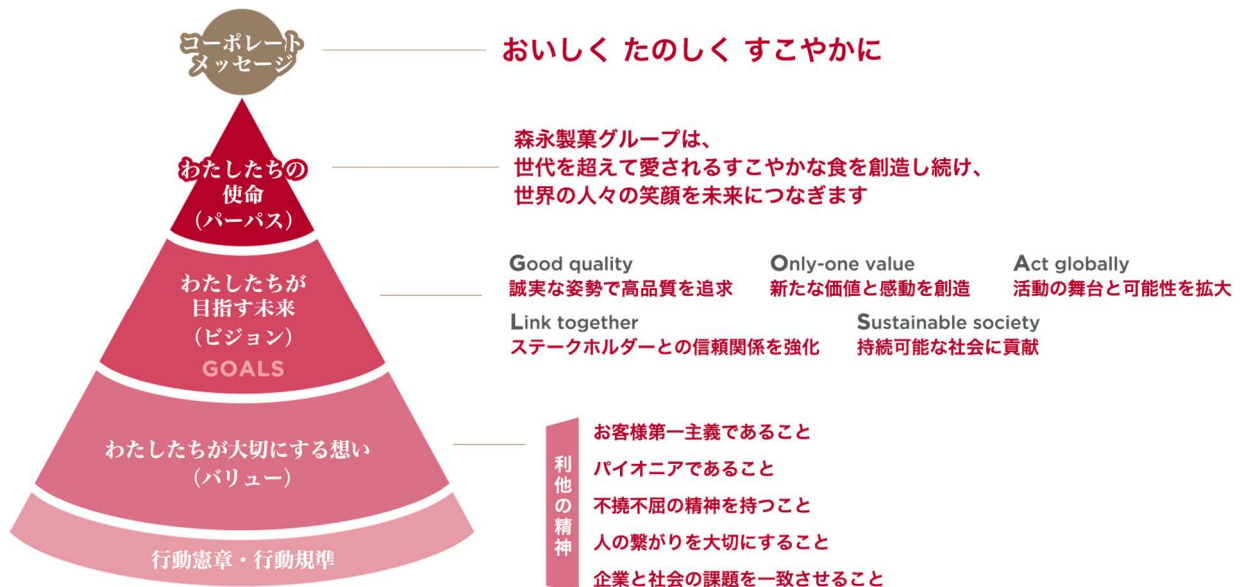 コーポレート
メッセージ
おいしく たのしく すこやかに
わたしたちの
使命
（パーパス）
森永製菓グループは、
世代を超えて愛されるすこやかな食を創造し続け、
世界の人々の笑顔を未来につなぎます
わたしたちが
目指す未来
（ビジョン）
GOALS
Good quality
誠実な姿勢で高品質を追求
Only-one value
新たな価値と感動を創造
Act globally
活動の舞台と可能性を拡大
Link together
ステークホルダーとの信頼関係を強化
Sustainable society
持続可能な社会に貢献
わたしたちが大切にする想い
（バリュー）
利他の精神
お客様第一主義であること
パイオニアであること
不撓不屈の精神を持つこと
人の繋がりを大切にすること
企業と社会の課題を一致させること
行動憲章・行動規準